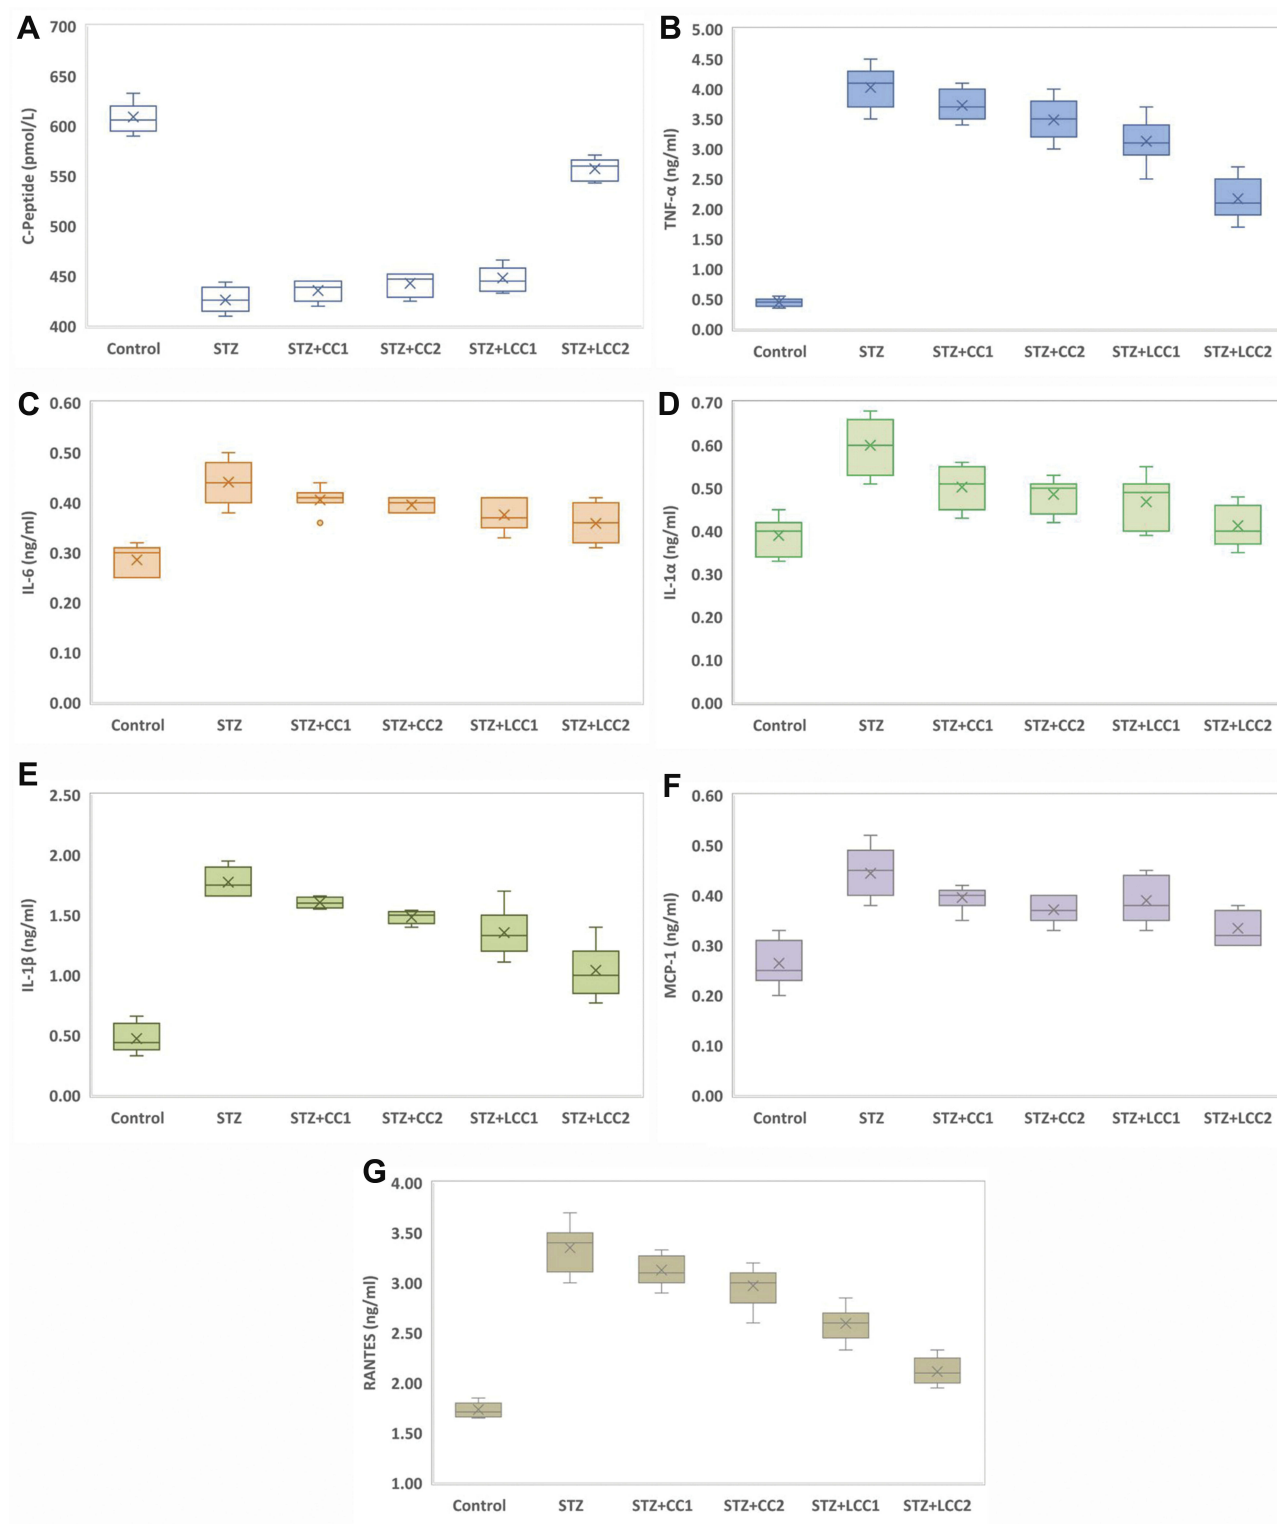 A
C-Peptide (pmol/L)
700
650
600
550
500
450
400
Control STZ STZ+CC1 STZ+CC2 STZ+LCC1 STZ+LCC2
B
TNF-α (ng/ml)
5.00
4.50
4.00
3.50
3.00
2.50
2.00
1.50
1.00
0.50
0.00
Control STZ STZ+CC1 STZ+CC2 STZ+LCC1 STZ+LCC2
C
IL-6 (ng/ml)
0.60
0.50
0.40
0.30
0.20
0.10
0.00
Control STZ STZ+CC1 STZ+CC2 STZ+LCC1 STZ+LCC2
D
IL-1α (ng/ml)
0.70
0.60
0.50
0.40
0.30
0.20
0.10
0.00
Control STZ STZ+CC1 STZ+CC2 STZ+LCC1 STZ+LCC2
E
IL-1β (ng/ml)
2.50
2.00
1.50
1.00
0.50
0.00
Control STZ STZ+CC1 STZ+CC2 STZ+LCC1 STZ+LCC2
F
MCP-1 (ng/ml)
0.60
0.50
0.40
0.30
0.20
0.10
0.00
Control STZ STZ+CC1 STZ+CC2 STZ+LCC1 STZ+LCC2
G
RANTES (ng/ml)
4.00
3.50
3.00
2.50
2.00
1.50
1.00
Control STZ STZ+CC1 STZ+CC2 STZ+LCC1 STZ+LCC2